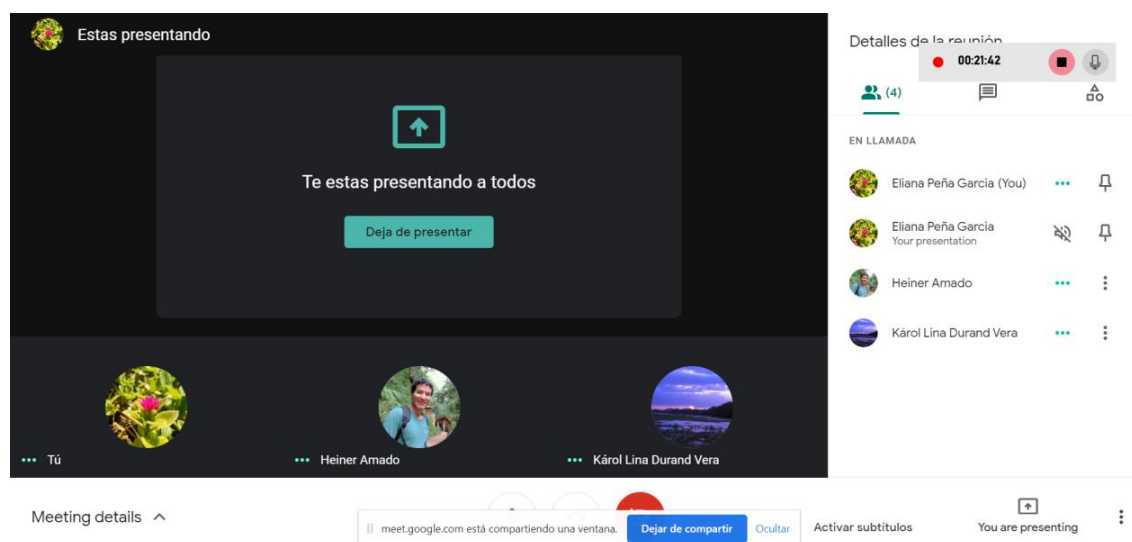 Estas presentando
Te estas presentando a todos
Deja de presentar
Tú
Heiner Amado
Károl Lina Durand Vera
Detalles de la reunión
00:21:42
(4)
EN LLAMADA
Eliana Peña Garcia (You)
Eliana Peña Garcia
Your presentation
Heiner Amado
Károl Lina Durand Vera
Meeting details
meet.google.com está compartiendo una ventana.
Dejar de compartir
Ocultar
Activar subtítulos
You are presenting